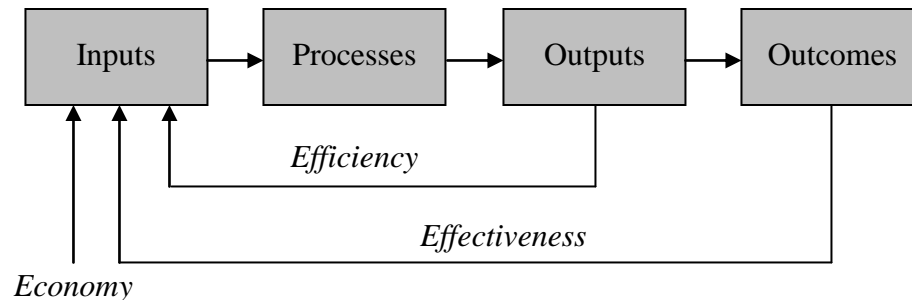 Inputs Processes Outputs Outcomes
Efficiency
Effectiveness
Economy